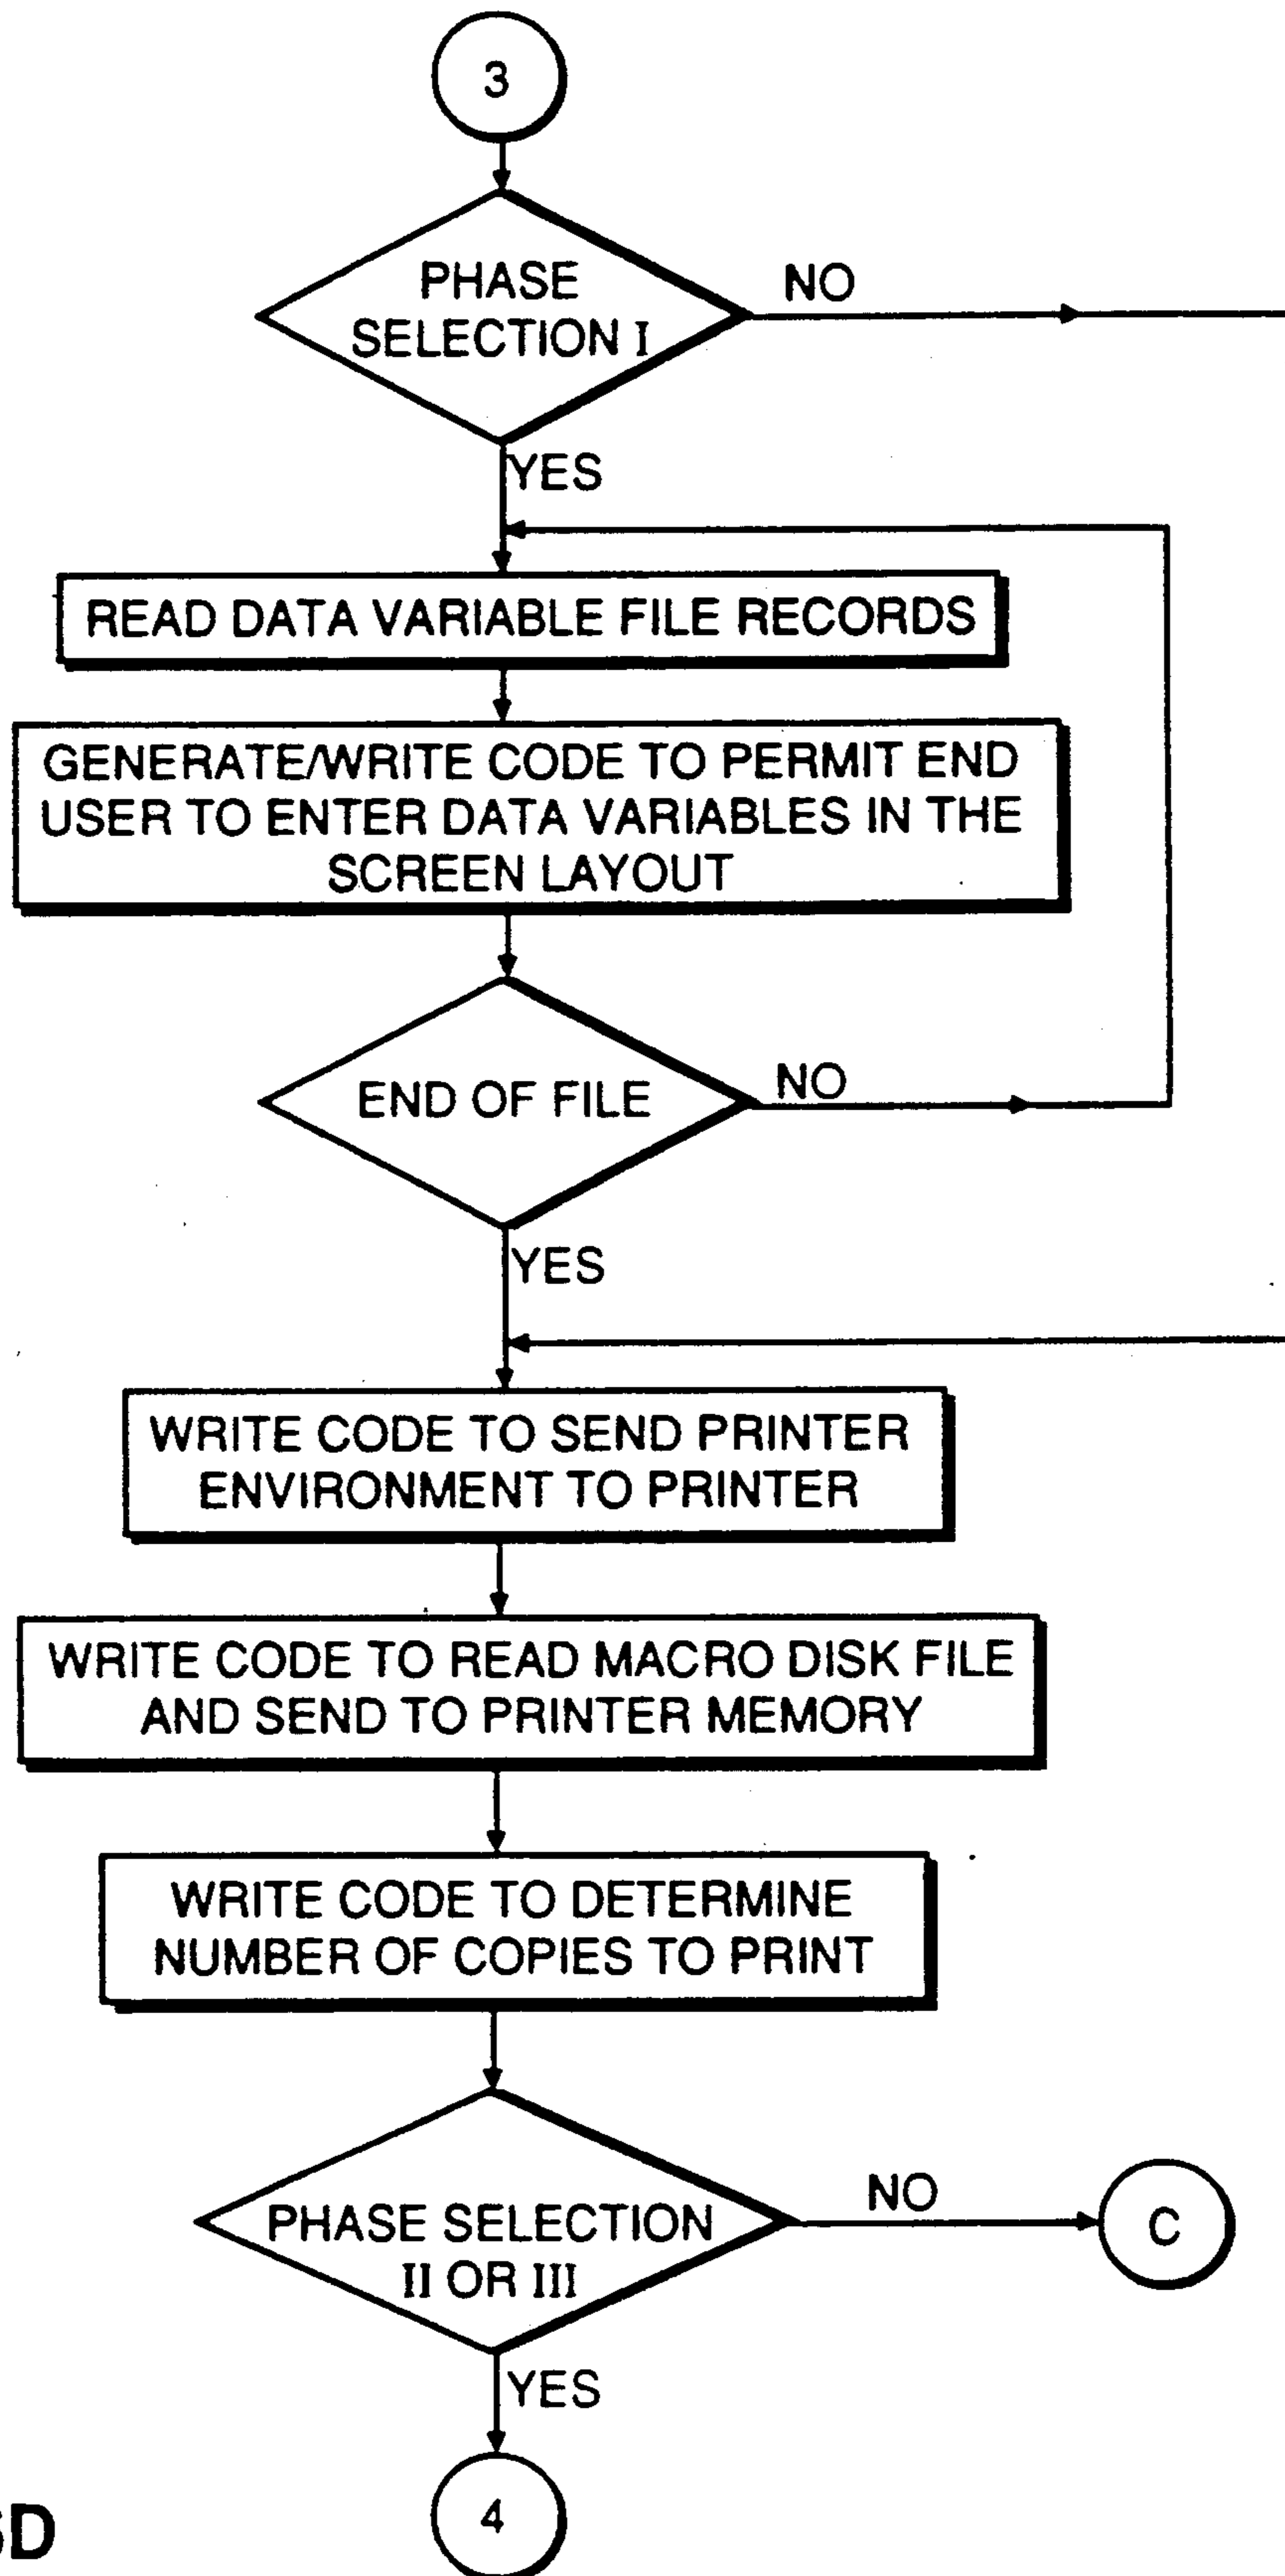 3
PHASE
SELECTION I
NO
YES
READ DATA VARIABLE FILE RECORDS
GENERATE/WRITE CODE TO PERMIT END
USER TO ENTER DATA VARIABLES IN THE
SCREEN LAYOUT
END OF FILE
NO
YES
WRITE CODE TO SEND PRINTER
ENVIRONMENT TO PRINTER
WRITE CODE TO READ MACRO DISK FILE
AND SEND TO PRINTER MEMORY
WRITE CODE TO DETERMINE
NUMBER OF COPIES TO PRINT
PHASE SELECTION
II OR III
NO
C
YES
4